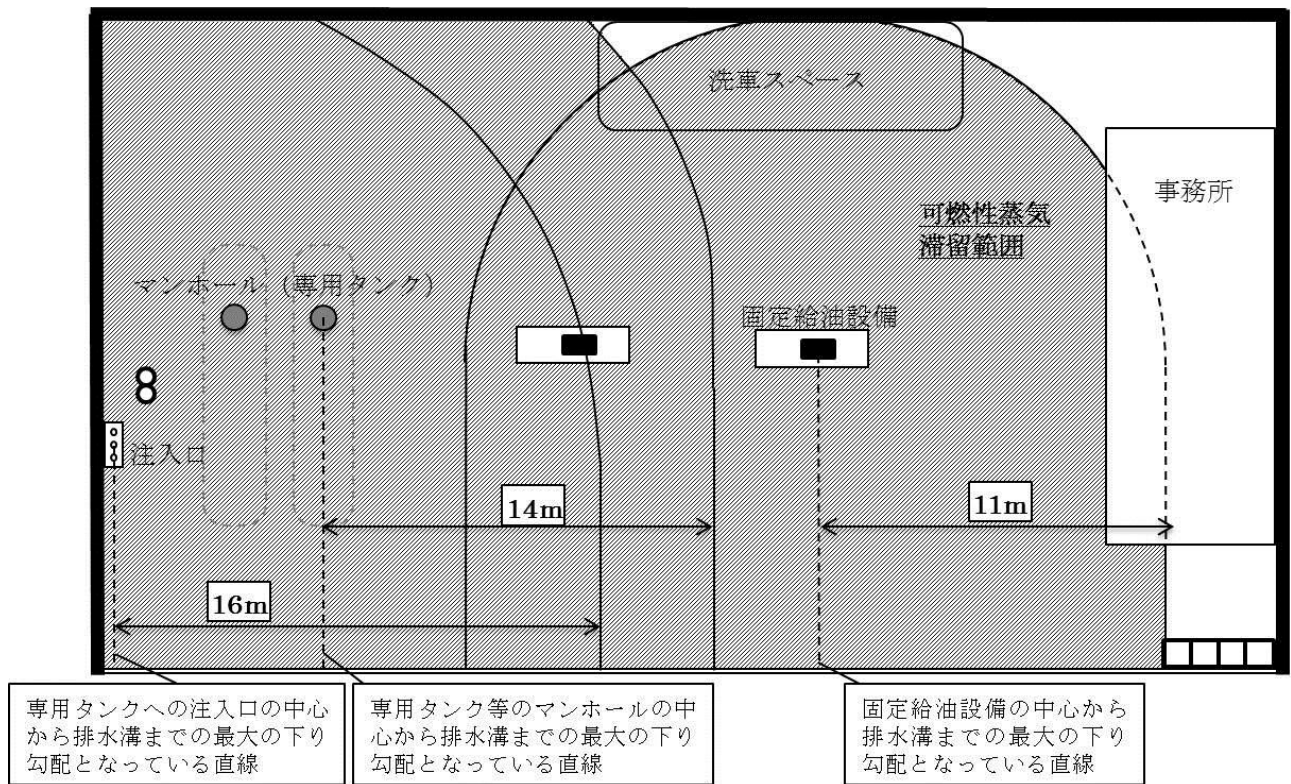 洗車スペース
事務所
可燃性蒸気
滞留範囲
マンホール (専用タンク)
固定給油設備
注入口
14m
11m
16m
専用タンクへの注入口の中心
から排水溝までの最大の下り
勾配となっている直線
専用タンク等のマンホールの中
心から排水溝までの最大の下り
勾配となっている直線
固定給油設備の中心から
排水溝までの最大の下り
勾配となっている直線